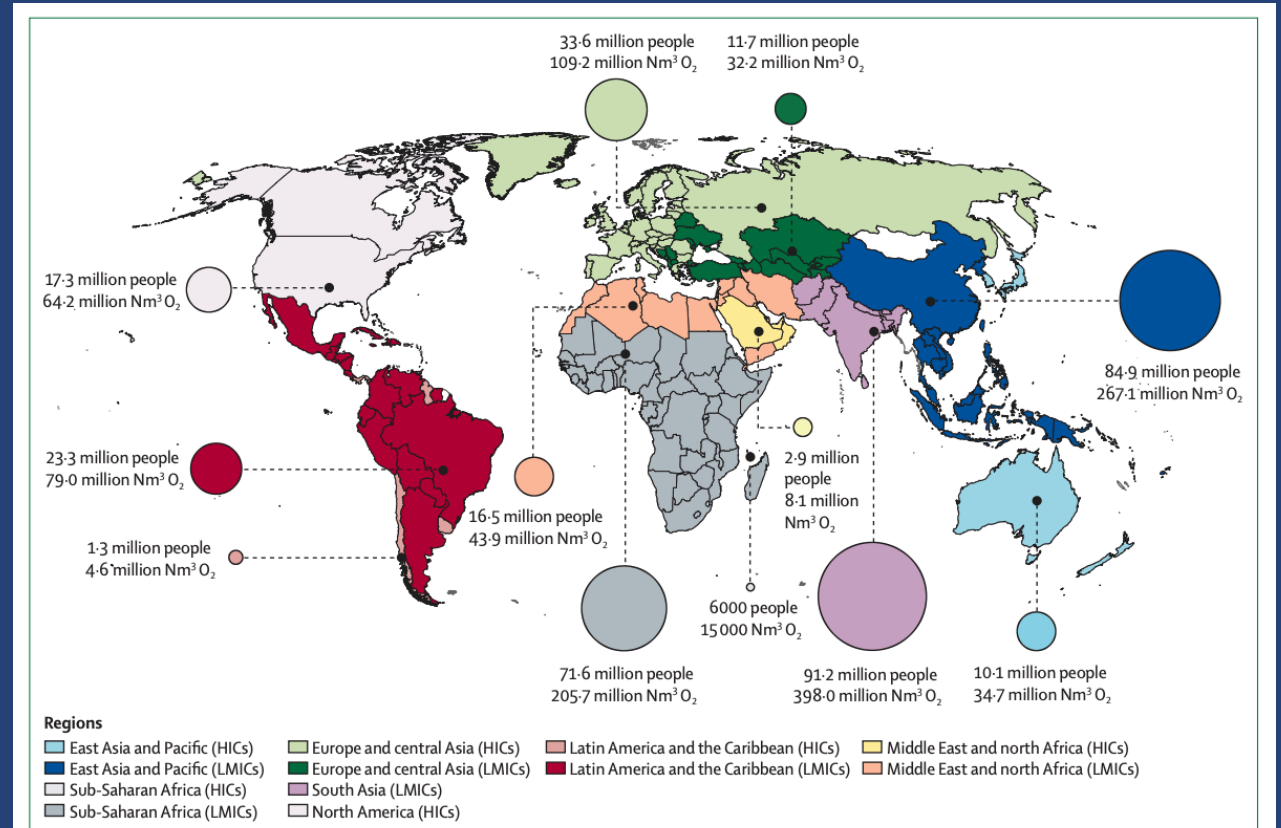 33·6 million people
109·2 million Nm³ O₂
11·7 million people
32·2 million Nm³ O₂
17·3 million people
64·2 million Nm³ O₂
84·9 million people
267·1 million Nm³ O₂
23·3 million people
79·0 million Nm³ O₂
16·5 million people
43·9 million Nm³ O₂
2·9 million
people
8·1 million
Nm³ O₂
1·3 million people
4·6 million Nm³ O₂
6000 people
15 000 Nm³ O₂
71·6 million people
205·7 million Nm³ O₂
91·2 million people
398·0 million Nm³ O₂
10·1 million people
34·7 million Nm³ O₂
Regions
East Asia and Pacific (HICs)
East Asia and Pacific (LMICs)
Sub-Saharan Africa (HICs)
Sub-Saharan Africa (LMICs)
Europe and central Asia (HICs)
Europe and central Asia (LMICs)
South Asia (LMICs)
North America (HICs)
Latin America and the Caribbean (HICs)
Latin America and the Caribbean (LMICs)
Middle East and north Africa (HICs)
Middle East and north Africa (LMICs)